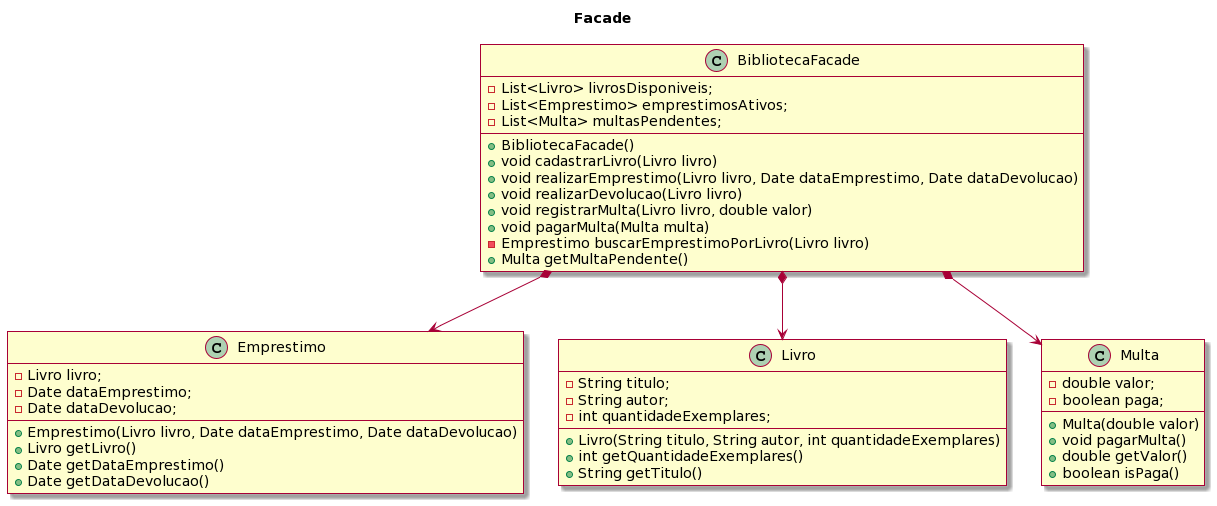 Facade
C BibliotecaFacade
List<Livro> livrosDisponiveis;
List<Emprestimo> emprestimosAtivos;
List<Multa> multasPendentes;
BibliotecaFacade()
void cadastrarLivro(Livro livro)
void realizarEmprestimo(Livro livro, Date dataEmprestimo, Date dataDevolucao)
void realizarDevolucao(Livro livro)
void registrarMulta(Livro livro, double valor)
void pagarMulta(Multa multa)
Emprestimo buscarEmprestimoPorLivro(Livro livro)
Multa getMultaPendente()
C Emprestimo
Livro livro;
Date dataEmprestimo;
Date dataDevolucao;
Emprestimo(Livro livro, Date dataEmprestimo, Date dataDevolucao)
Livro getLivro()
Date getDataEmprestimo()
Date getDataDevolucao()
C Livro
String titulo;
String autor;
int quantidadeExemplares;
Livro(String titulo, String autor, int quantidadeExemplares)
int getQuantidadeExemplares()
String getTitulo()
C Multa
double valor;
boolean paga;
Multa(double valor)
void pagarMulta()
double getValor()
boolean isPaga()